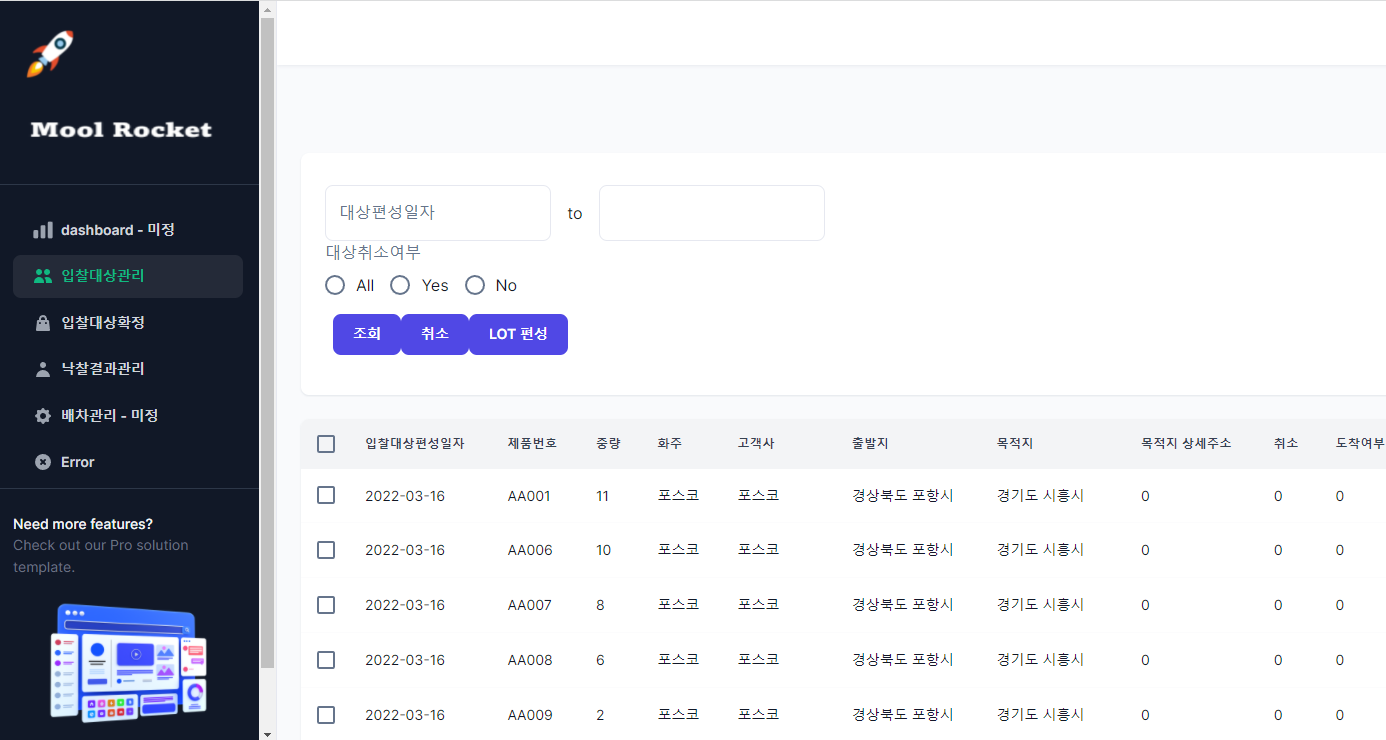 Mool Rocket
dashboard - 미정
입찰대상관리
입찰대상확정
낙찰결과관리
배차관리 - 미정
Error
Need more features?
Check out our Pro solution
template.
대상편성일자 to
대상취소여부
All Yes No
조회 취소 LOT 편성
입찰대상편성일자 제품번호 중량 화주 고객사 출발지 목적지 목적지 상세주소 취소 도착여부
2022-03-16 AA001 11 포스코 포스코 경상북도 포항시 경기도 시흥시 0 0 0
2022-03-16 AA006 10 포스코 포스코 경상북도 포항시 경기도 시흥시 0 0 0
2022-03-16 AA007 8 포스코 포스코 경상북도 포항시 경기도 시흥시 0 0 0
2022-03-16 AA008 6 포스코 포스코 경상북도 포항시 경기도 시흥시 0 0 0
2022-03-16 AA009 2 포스코 포스코 경상북도 포항시 경기도 시흥시 0 0 0